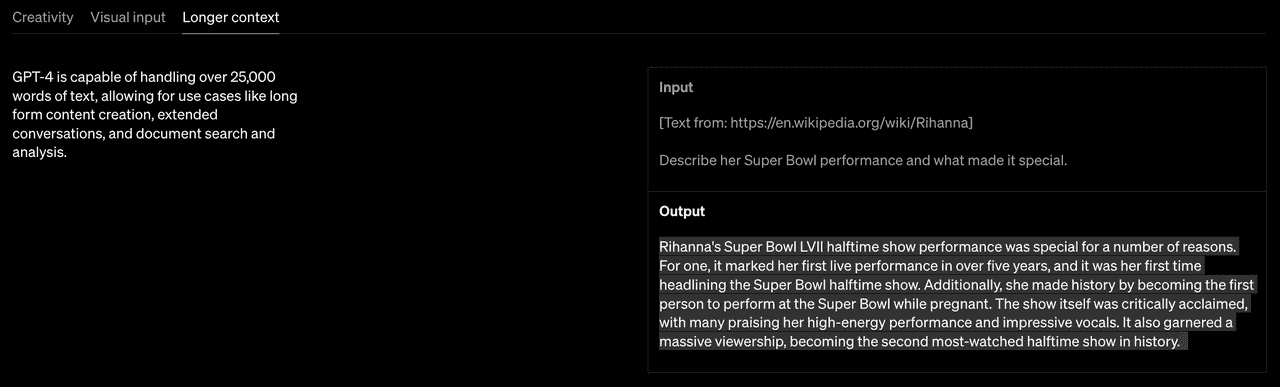 Creativity Visual input Longer context
GPT-4 is capable of handling over 25,000
words of text, allowing for use cases like long
form content creation, extended
conversations, and document search and
analysis.
Input
[Text from: https://en.wikipedia.org/wiki/Rihanna]
Describe her Super Bowl performance and what made it special.
Output
Rihanna's Super Bowl LVII halftime show performance was special for a number of reasons.
For one, it marked her first live performance in over five years, and it was her first time
headlining the Super Bowl halftime show. Additionally, she made history by becoming the first
person to perform at the Super Bowl while pregnant. The show itself was critically acclaimed,
with many praising her high-energy performance and impressive vocals. It also garnered a
massive viewership, becoming the second most-watched halftime show in history.